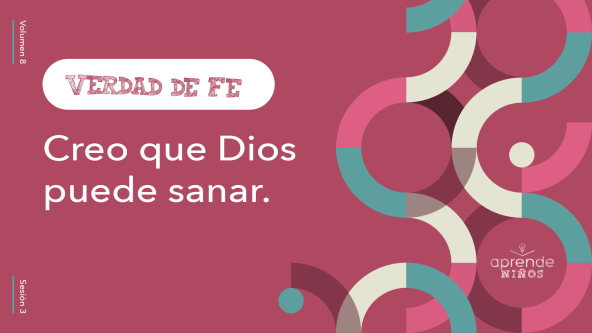 Volumen 8
VERDAD DE FE
Creo que Dios
puede sanar.
aprende
NIÑOS
Sesión 3